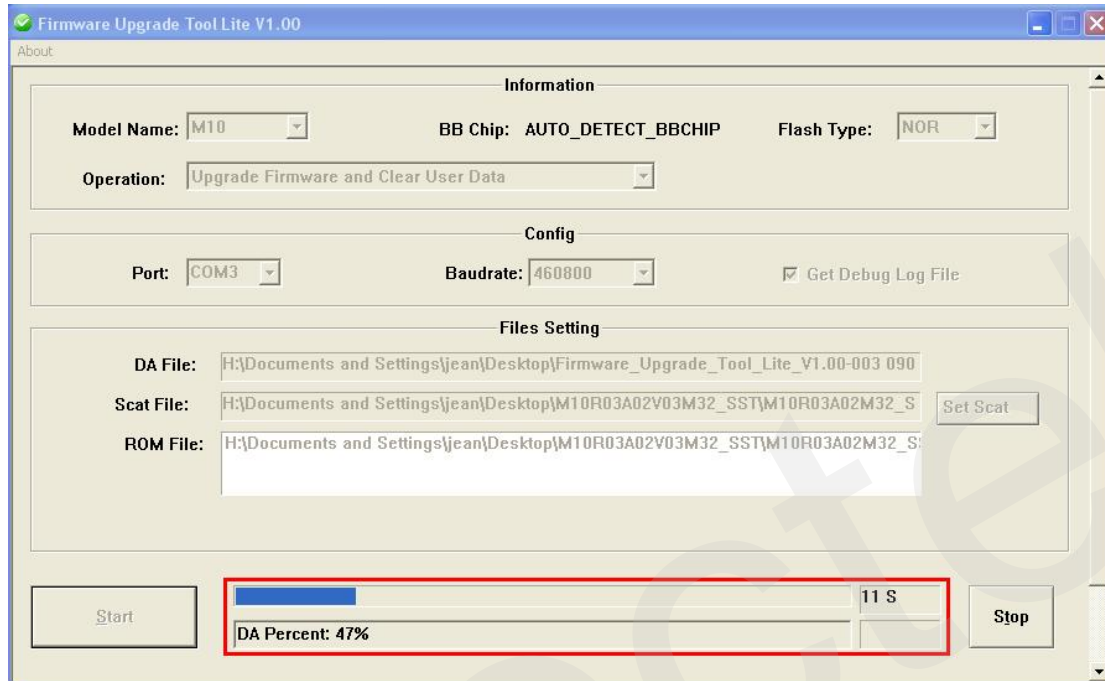 Firmware Upgrade Tool Lite V1.00
About
Information
Model Name: M10 BB Chip: AUTO_DETECT_BBCHIP Flash Type: NOR
Operation: Upgrade Firmware and Clear User Data
Config
Port: COM3 Baudrate: 460800 Get Debug Log File
Files Setting
DA File: H:\Documents and Settings\jean\Desktop\Firmware_Upgrade_Tool_Lite_V1.00-003 090
Scat File: H:\Documents and Settings\jean\Desktop\M10R03A02V03M32_SST\M10R03A02M32_S Set Scat
ROM File: H:\Documents and Settings\jean\Desktop\M10R03A02V03M32_SST\M10R03A02M32_S
11 S
Start Stop
DA Percent: 47%